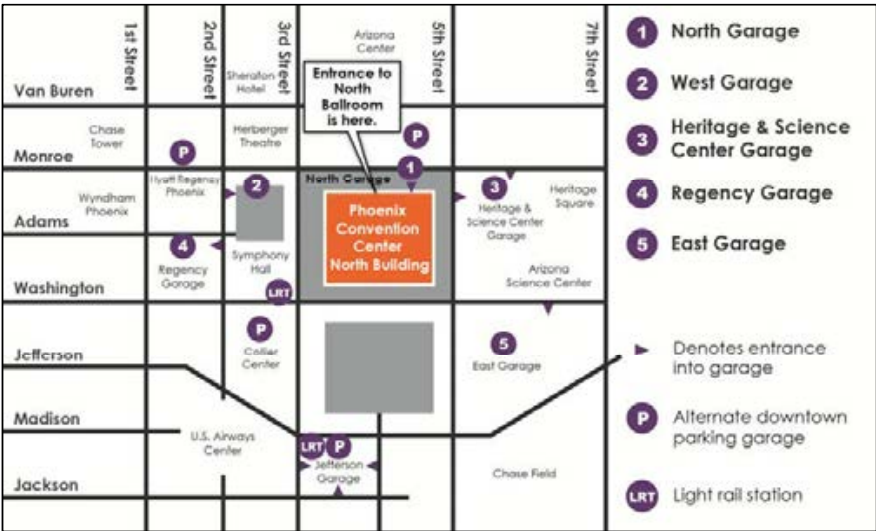 1st Street
2nd Street
3rd Street
5th Street
7th Street
Arizona
Center
Sheraton
Hotel
Entrance to
North
Ballroom
is here.
Van Buren
Chase
Tower
P
Herberger
Theatre
P
Monroe
1
Hyatt Regency
Phoenix
2
North Garage
3
Heritage
Square
Wyndham
Phoenix
Heritage &
Science Center
Garage
Adams
Phoenix
Convention
Center
North Building
4
Regency
Garage
Symphony
Hall
Arizona
Science Center
Washington
LRT
P
Collier
Center
5
East Garage
Jefferson
Madison
U.S. Airways
Center
LRT
P
Jefferson
Garage
Chase Field
Jackson
1 North Garage
2 West Garage
3 Heritage & Science
Center Garage
4 Regency Garage
5 East Garage
Denotes entrance
into garage
P Alternate downtown
parking garage
LRT Light rail station